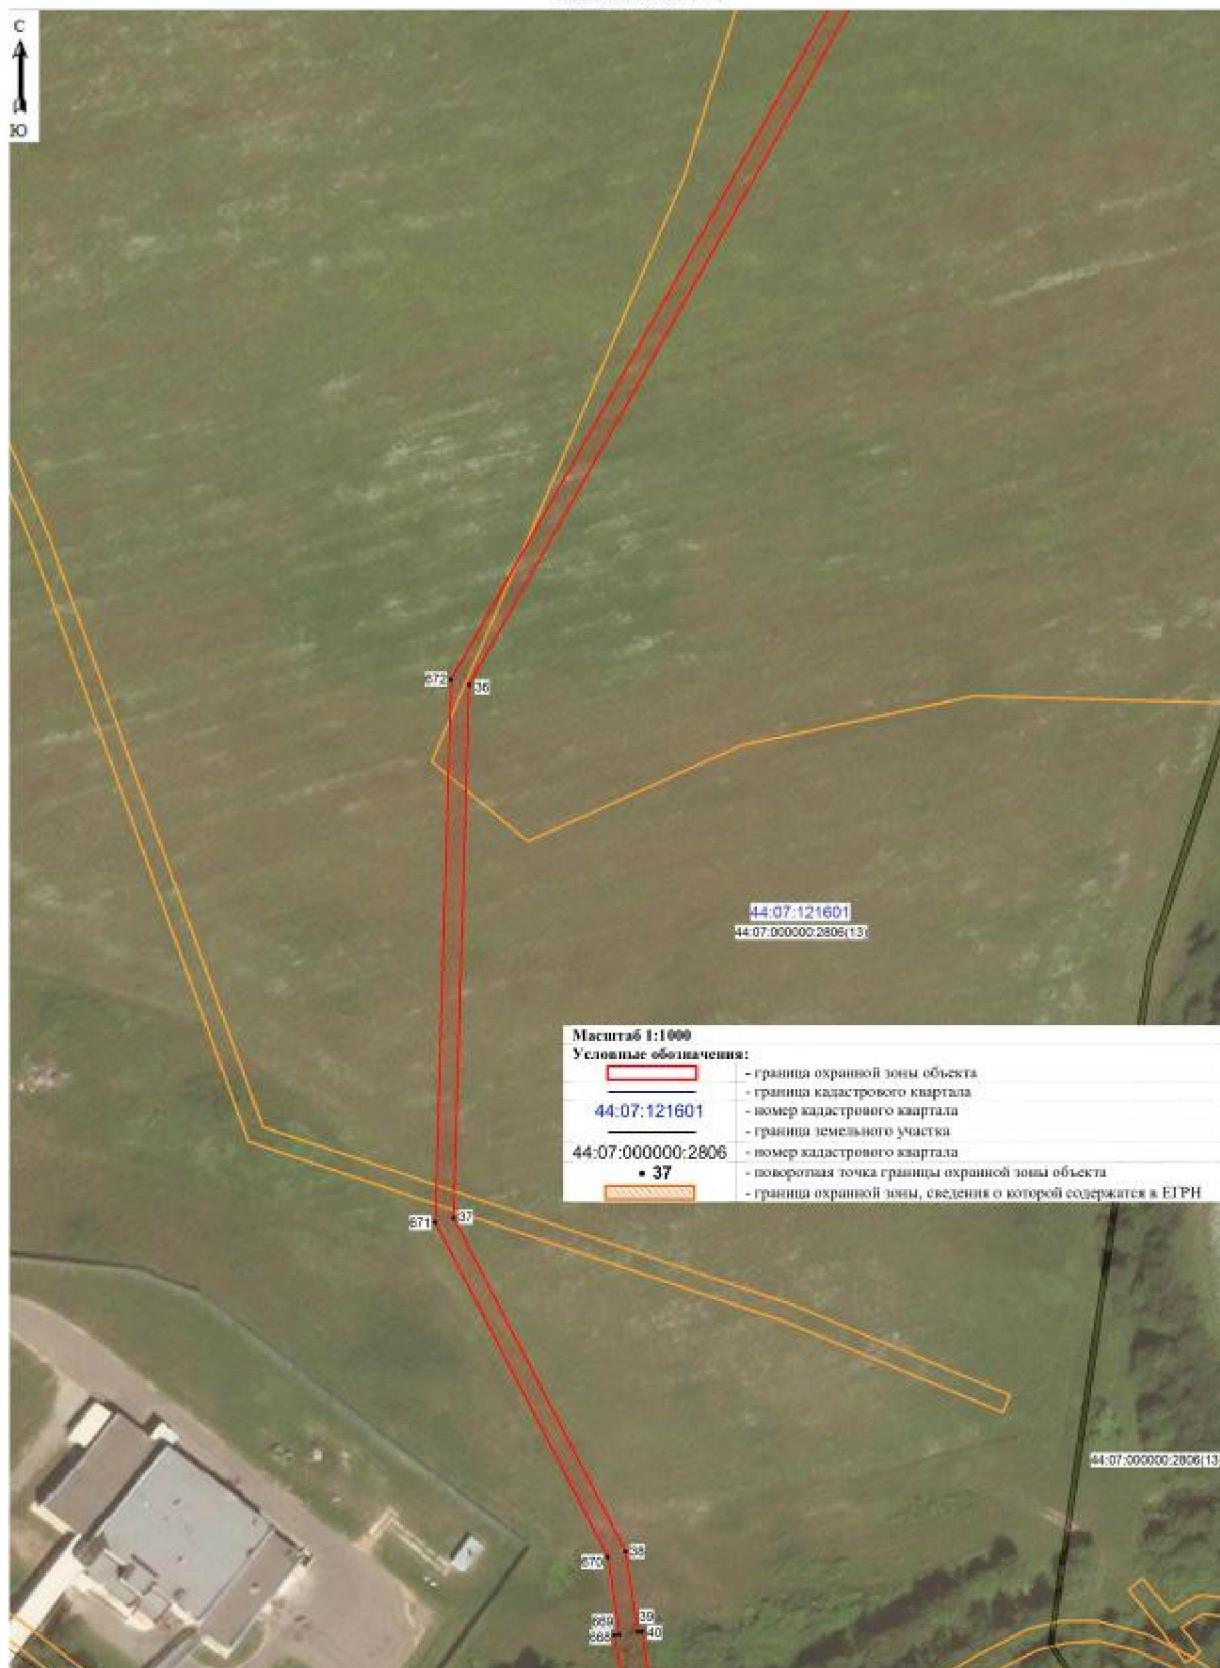 С
Ю
672
36
44:07:121601
44:07:000000:2806(13)
Масштаб 1:1000
Условные обозначения:
- граница охранной зоны объекта
- граница кадастрового квартала
44:07:121601 - номер кадастрового квартала
- граница земельного участка
44:07:000000:2806 - номер кадастрового квартала
• 37 - поворотная точка границы охранной зоны объекта
- граница охранной зоны, сведения о которой содержатся в ЕГРН
671
37
44:07:000000:2806(13
38
670
39
669
40
668